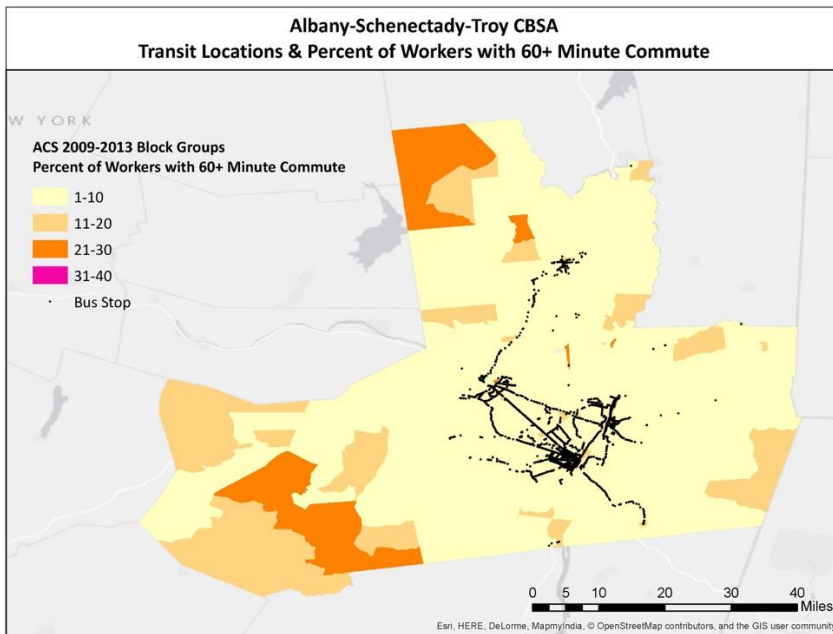 Albany-Schenectady-Troy CBSA
Transit Locations & Percent of Workers with 60+ Minute Commute
W YORK
ACS 2009-2013 Block Groups
Percent of Workers with 60+ Minute Commute
1-10
11-20
21-30
31-40
Bus Stop
0 5 10 20 30 40
Miles
Esri, HERE, DeLorme, MapmyIndia, © OpenStreetMap contributors, and the GIS user community